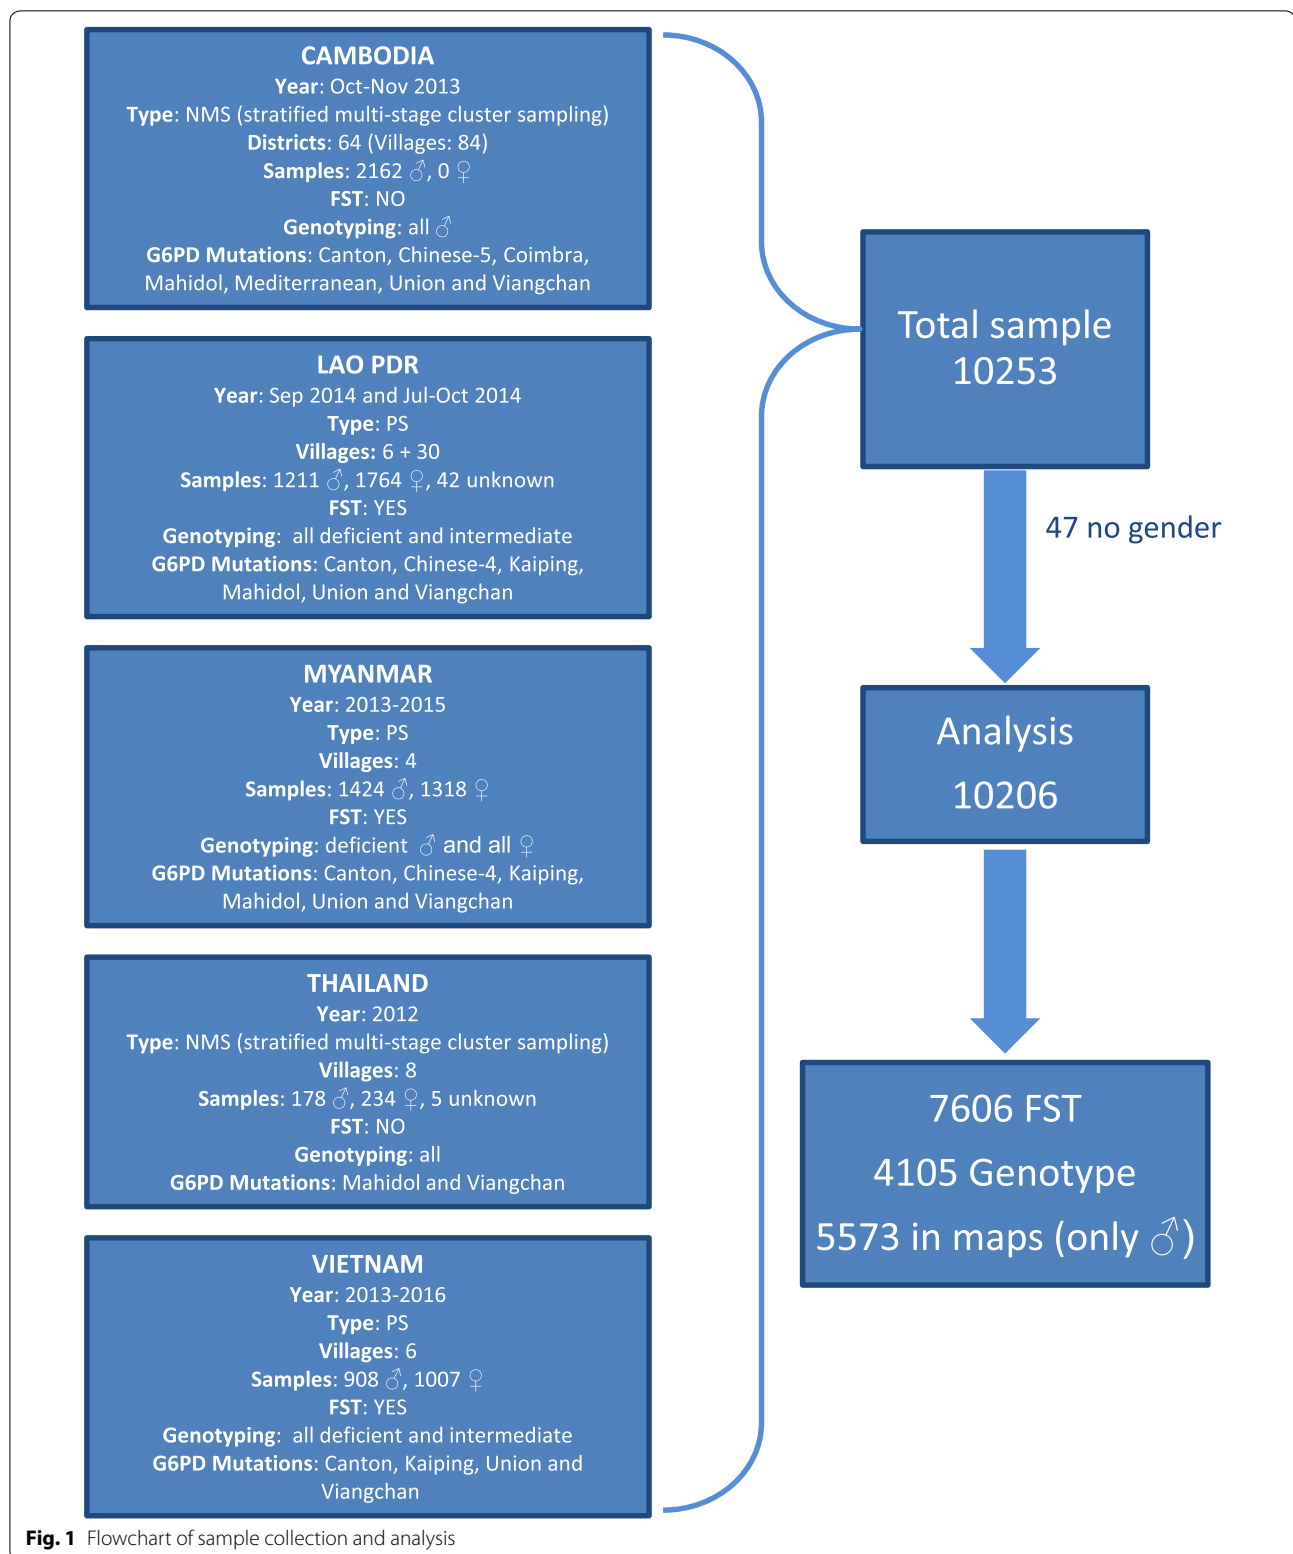 CAMBODIA
Year: Oct-Nov 2013
Type: NMS (stratified multi-stage cluster sampling)
Districts: 64 (Villages: 84)
Samples: 2162 ♂, 0 ♀
FST: NO
Genotyping: all ♂
G6PD Mutations: Canton, Chinese-5, Coimbra,
Mahidol, Mediterranean, Union and Viangchan
LAO PDR
Year: Sep 2014 and Jul-Oct 2014
Type: PS
Villages: 6 + 30
Samples: 1211 ♂, 1764 ♀, 42 unknown
FST: YES
Genotyping: all deficient and intermediate
G6PD Mutations: Canton, Chinese-4, Kaiping,
Mahidol, Union and Viangchan
MYANMAR
Year: 2013-2015
Type: PS
Villages: 4
Samples: 1424 ♂, 1318 ♀
FST: YES
Genotyping: deficient ♂ and all ♀
G6PD Mutations: Canton, Chinese-4, Kaiping,
Mahidol, Union and Viangchan
THAILAND
Year: 2012
Type: NMS (stratified multi-stage cluster sampling)
Villages: 8
Samples: 178 ♂, 234 ♀, 5 unknown
FST: NO
Genotyping: all
G6PD Mutations: Mahidol and Viangchan
VIETNAM
Year: 2013-2016
Type: PS
Villages: 6
Samples: 908 ♂, 1007 ♀
FST: YES
Genotyping: all deficient and intermediate
G6PD Mutations: Canton, Kaiping, Union and
Viangchan
Total sample
10253
47 no gender
Analysis
10206
7606 FST
4105 Genotype
5573 in maps (only ♂)
Fig. 1 Flowchart of sample collection and analysis